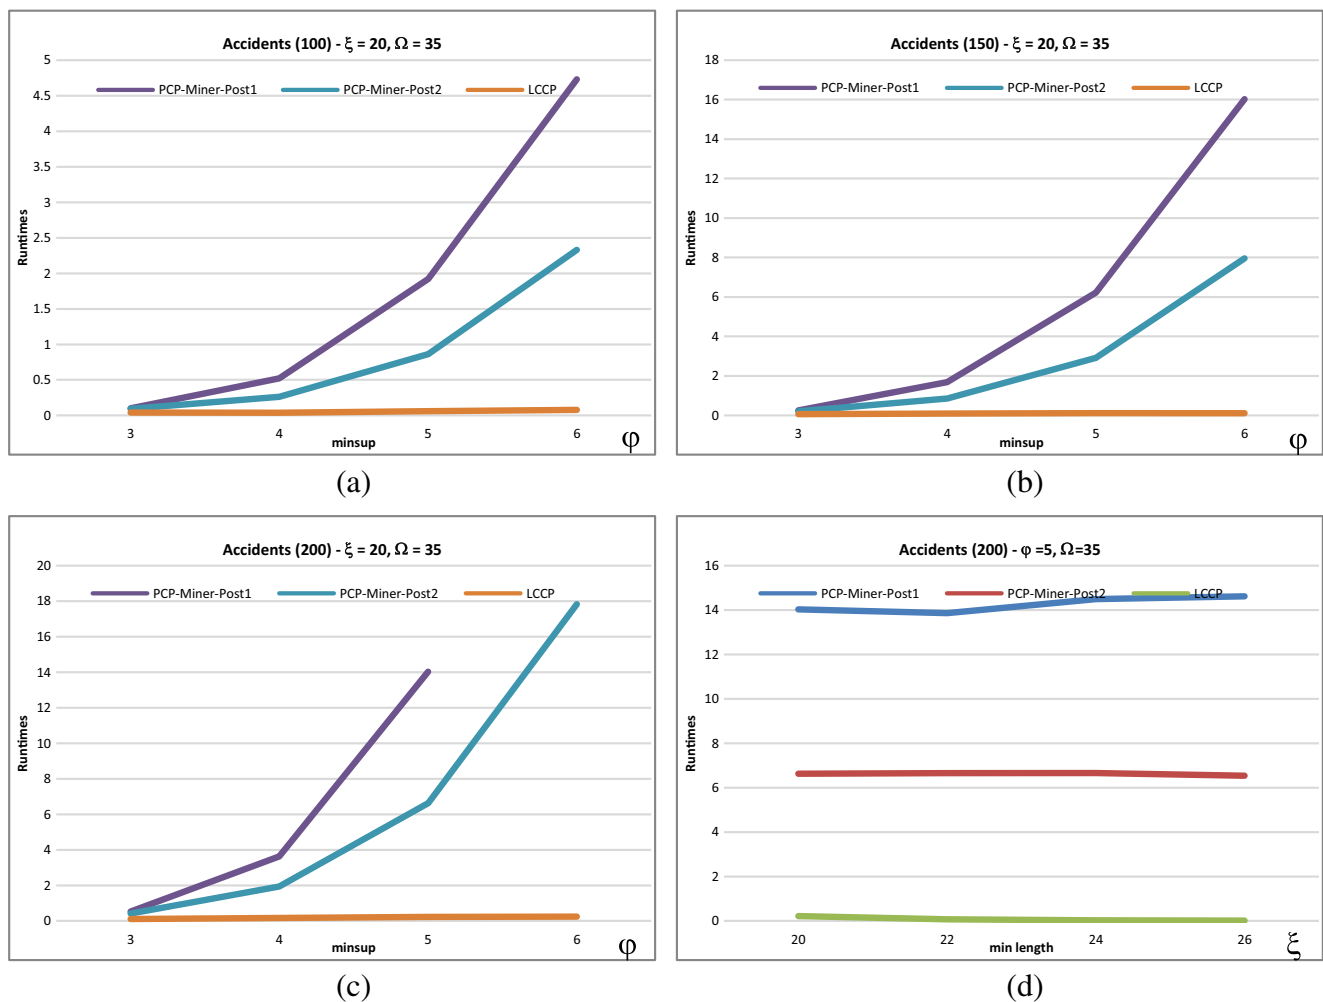 Accidents (100) - ξ = 20, Ω = 35
5
PCP-Miner-Post1 PCP-Miner-Post2 LCCP
4.5
4
3.5
3
2.5
2
1.5
1
0.5
0
Runtimes
3 4 5 6
minsup φ
(a)
Accidents (150) - ξ = 20, Ω = 35
18
PCP-Miner-Post1 PCP-Miner-Post2 LCCP
16
14
12
10
8
6
4
2
0
Runtimes
3 4 5 6
minsup φ
(b)
Accidents (200) - ξ = 20, Ω = 35
20
PCP-Miner-Post1 PCP-Miner-Post2 LCCP
18
16
14
12
10
8
6
4
2
0
Runtimes
3 4 5 6
minsup φ
(c)
Accidents (200) - φ =5, Ω=35
16
PCP-Miner-Post1 PCP-Miner-Post2 LCCP
14
12
10
8
6
4
2
0
Runtimes
20 22 24 26
min length ξ
(d)